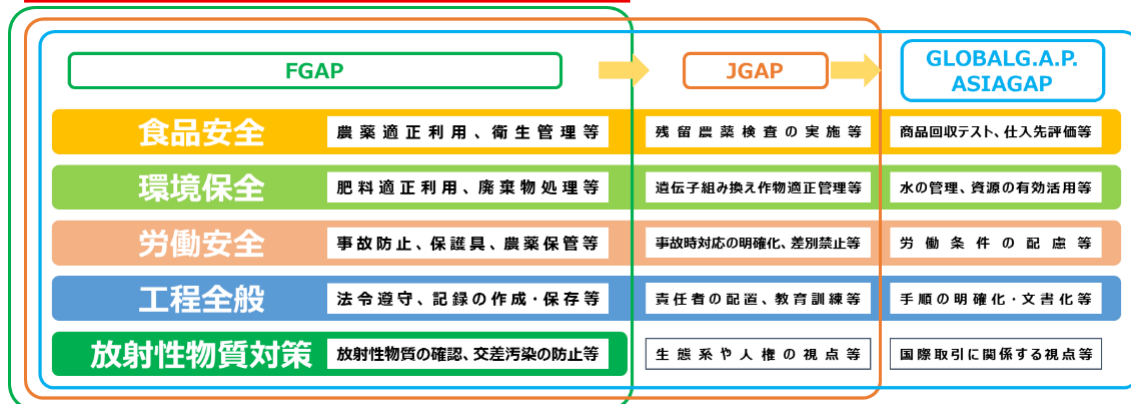 FGAP
JGAP
GLOBALG.A.P.
ASIAGAP
食品安全 農薬適正利用、衛生管理等 残留農薬検査の実施等 商品回収テスト、仕入先評価等
環境保全 肥料適正利用、廃棄物処理等 遺伝子組み換え作物適正管理等 水の管理、資源の有効活用等
労働安全 事故防止、保護具、農薬保管等 事故時対応の明確化、差別禁止等 労働条件の配慮等
工程全般 法令遵守、記録の作成・保存等 責任者の配置、教育訓練等 手順の明確化・文書化等
放射性物質対策 放射性物質の確認、交差汚染の防止等 生態系や人権の視点等 国際取引に関係する視点等